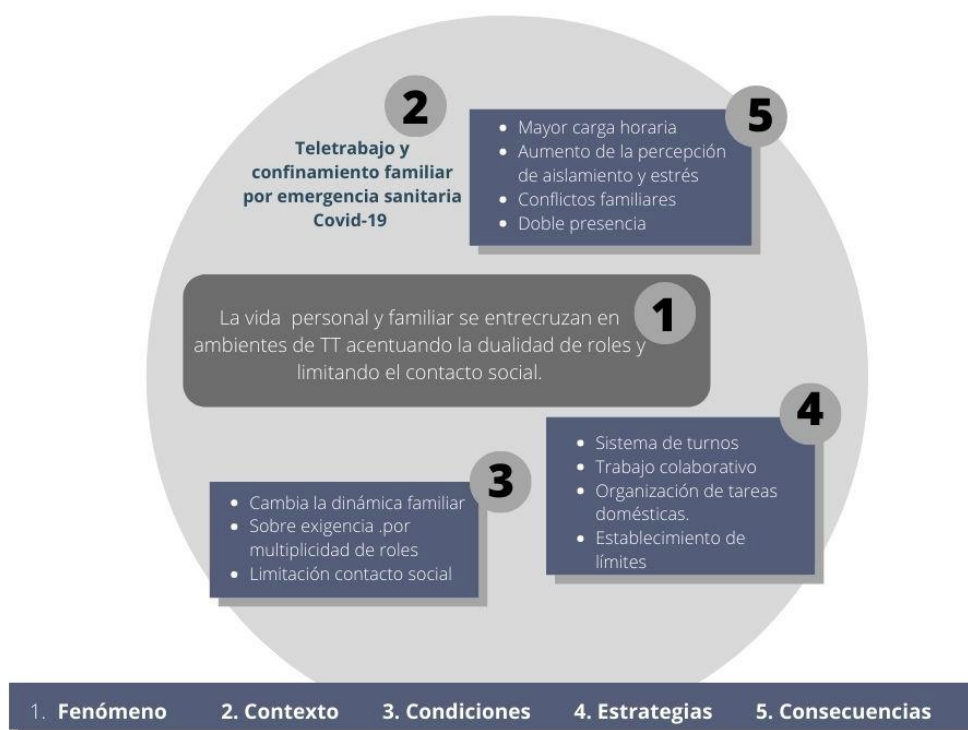 2
Teletrabajo y
confinamiento familiar
por emergencia sanitaria
Covid-19
5
• Mayor carga horaria
• Aumento de la percepción
de aislamiento y estrés
• Conflictos familiares
• Doble presencia
1
La vida personal y familiar se entrecruzan en
ambientes de TT acentuando la dualidad de roles y
limitando el contacto social.
4
• Sistema de turnos
• Trabajo colaborativo
• Organización de tareas
domésticas.
• Establecimiento de
límites
3
• Cambia la dinámica familiar
• Sobre exigencia .por
multiplicidad de roles
• Limitación contacto social
1. Fenómeno 2. Contexto 3. Condiciones 4. Estrategias 5. Consecuencias